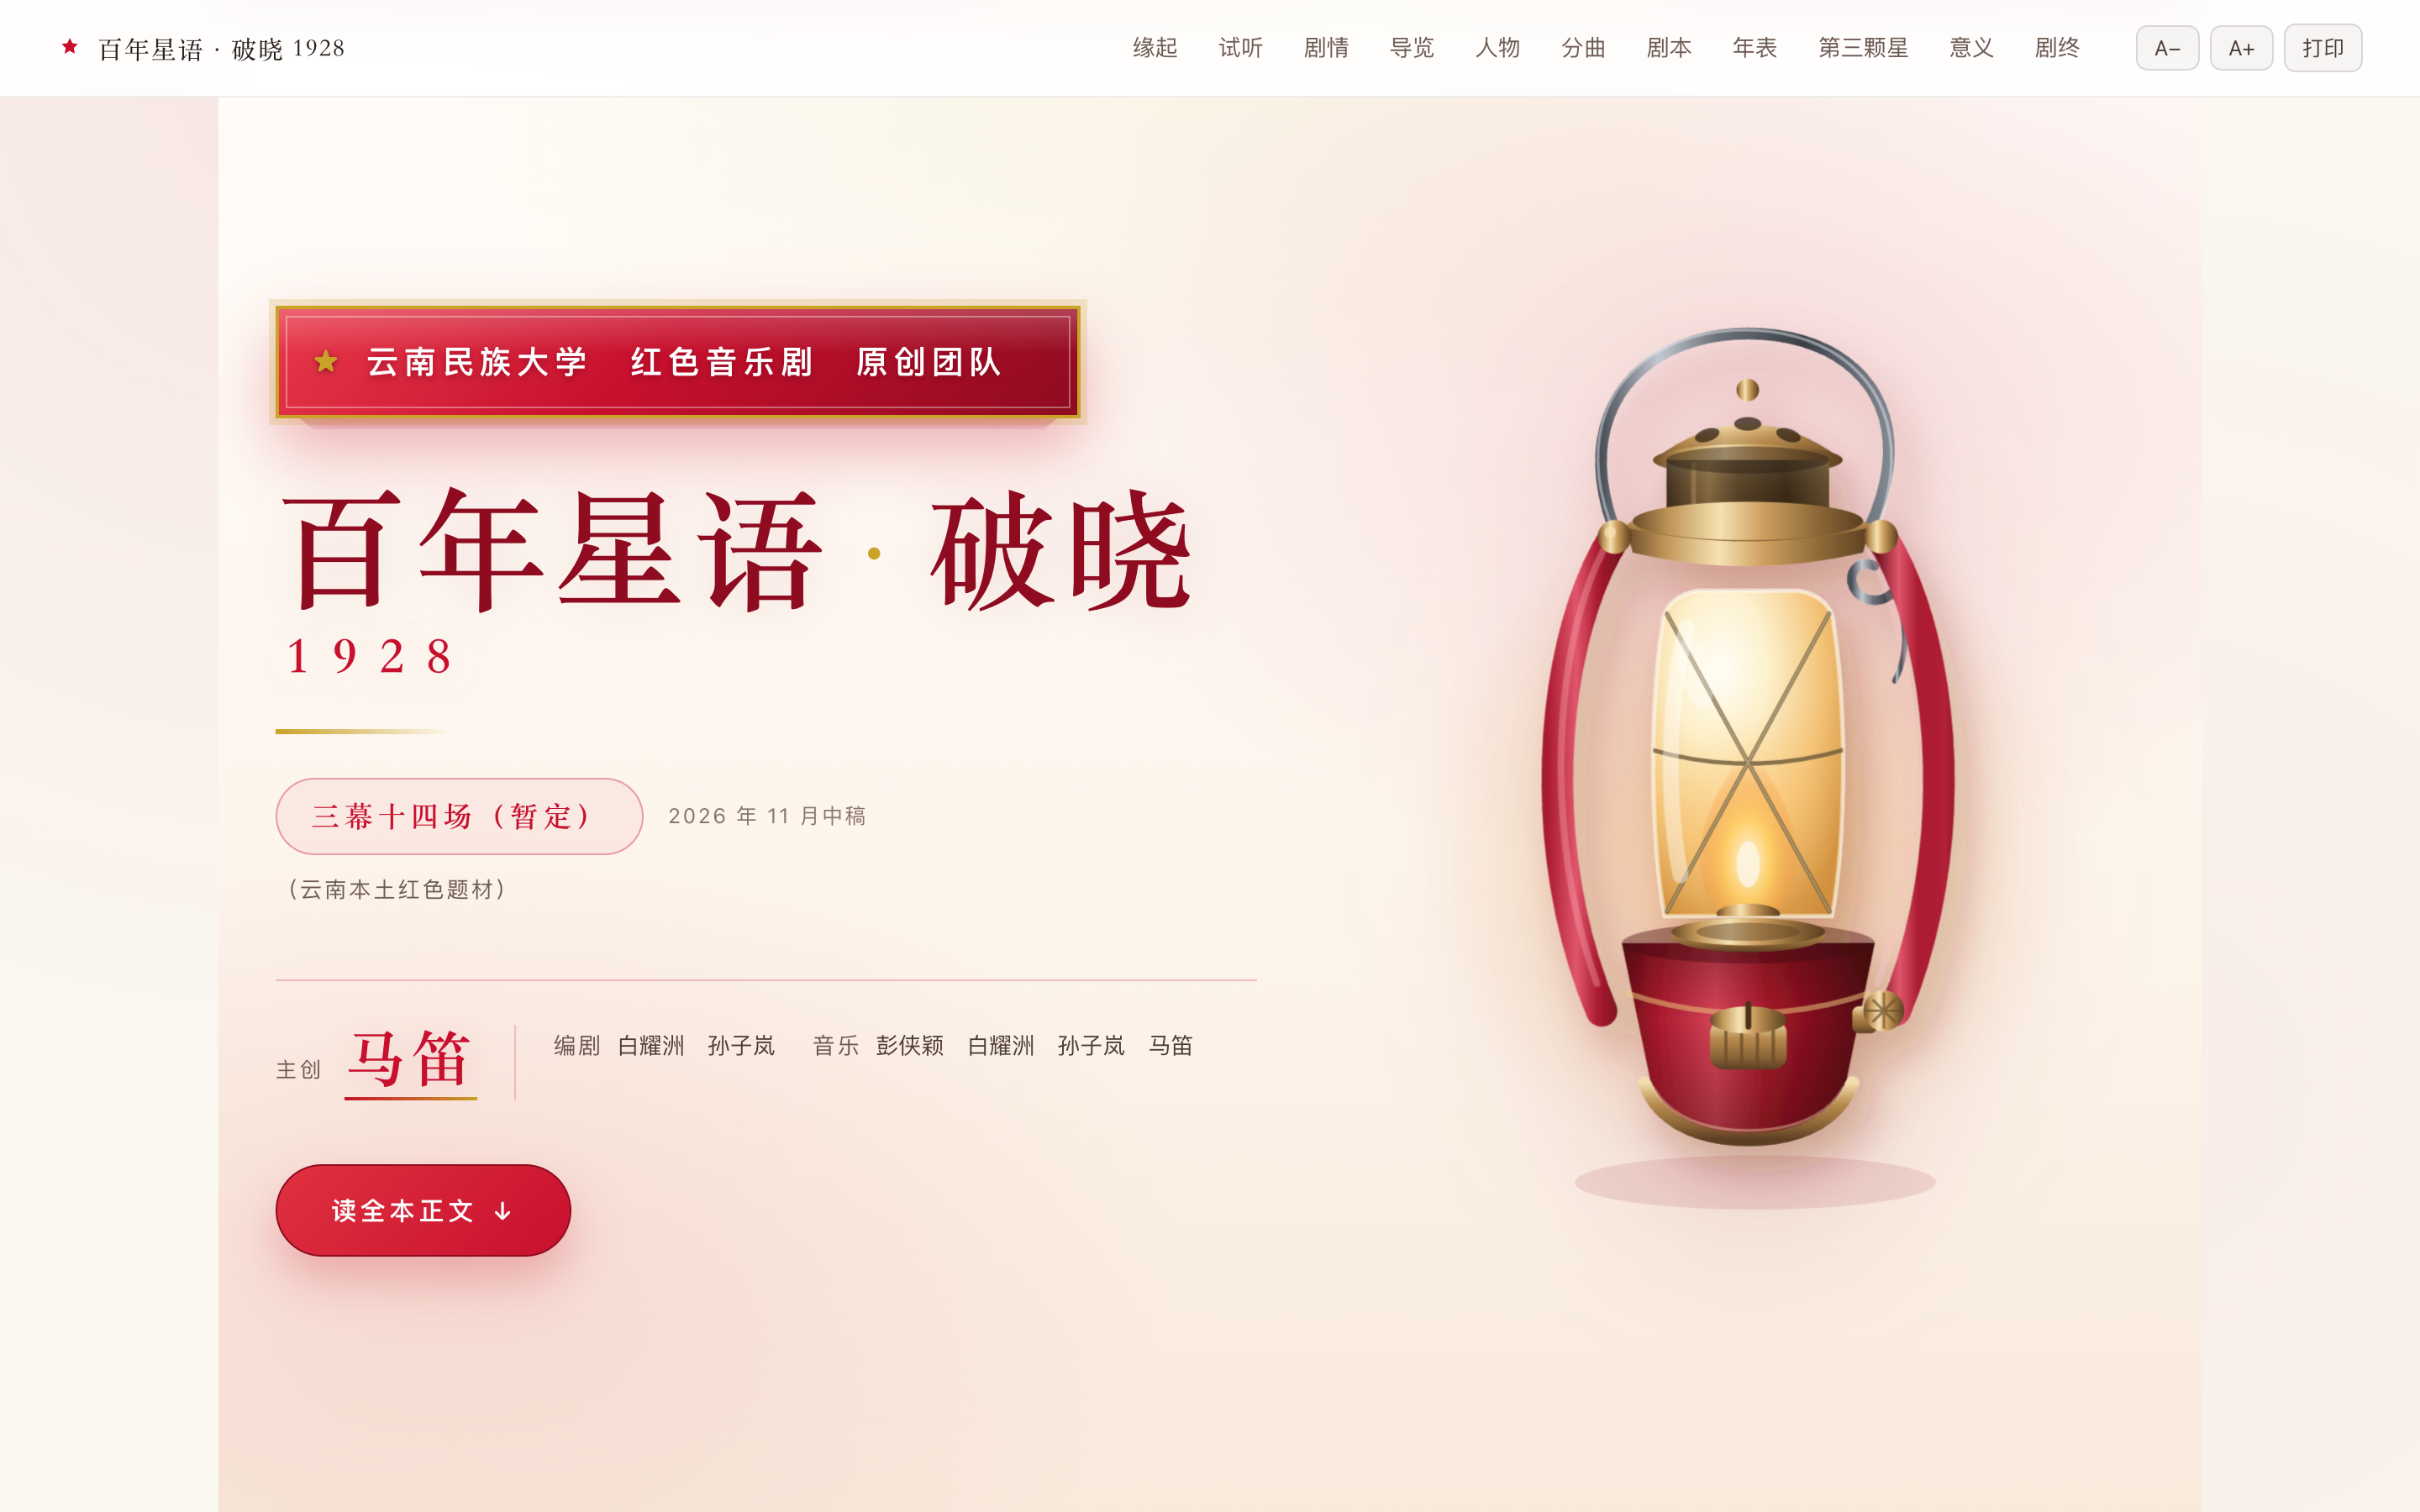 百年星语 · 破晓 1928
缘起 试听 剧情 导览 人物 分曲 剧本 年表 第三颗星 意义 剧终 A− A+ 打印
云南民族大学 红色音乐剧 原创团队
百年星语 · 破晓
1928
三幕十四场（暂定） 2026 年 11 月中稿
（云南本土红色题材）
主创 马笛 编剧 白耀洲 孙子岚 音乐 彭侠颖 白耀洲 孙子岚 马笛
读全本正文 ↓